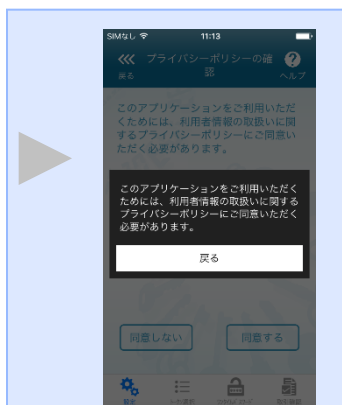 SIMなし 11:13
プライバシーポリシーの確
認
戻る
ヘルプ
このアプリケーションをご利用いただ
くためには、利用者情報の取扱いに関
するプライバシーポリシーにご同意い
ただく必要があります。
このアプリケーションをご利用いただく
ためには、利用者情報の取扱いに関する
プライバシーポリシーにご同意いただく
必要があります。
戻る
同意しない
同意する
設定